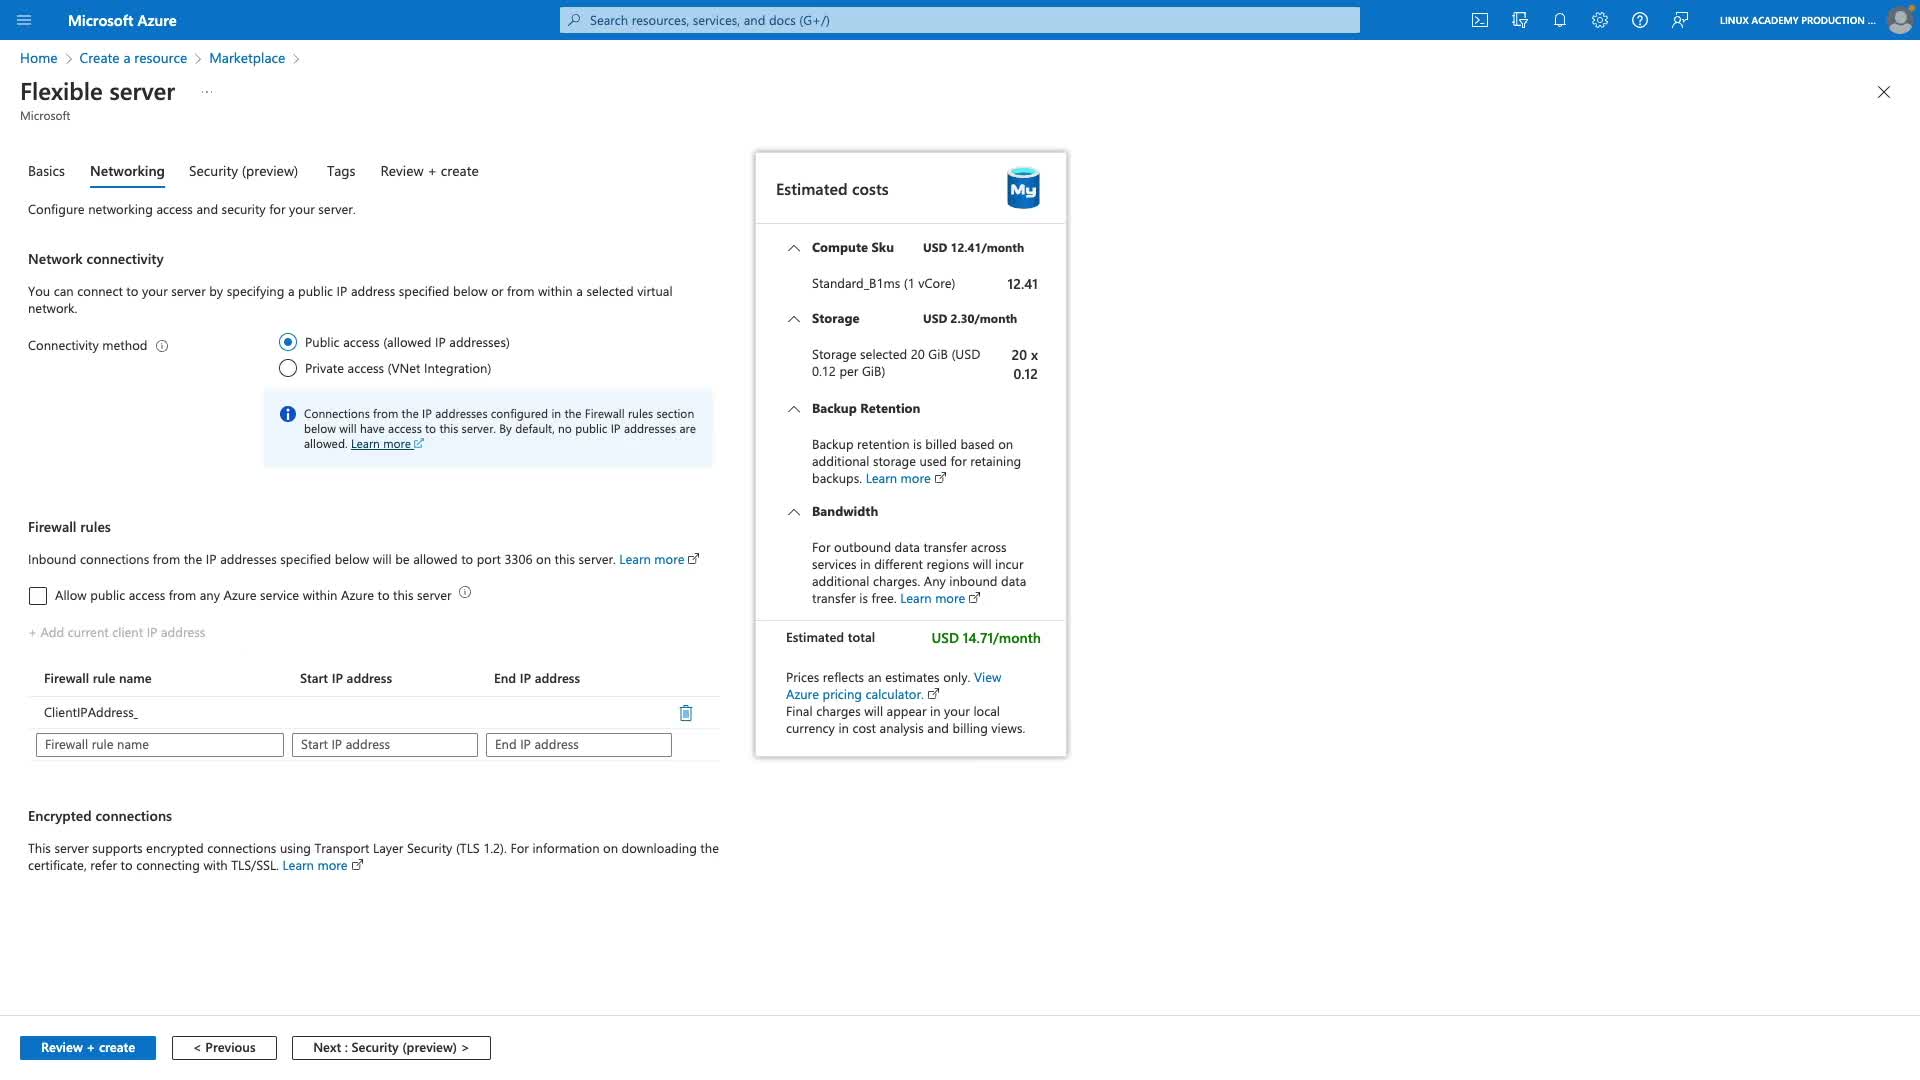 Microsoft Azure
Search resources, services, and docs (G+/)
LINUX ACADEMY PRODUCTION ...
Home > Create a resource > Marketplace >
Flexible server ...
Microsoft
Basics Networking Security (preview) Tags Review + create
Configure networking access and security for your server.
Network connectivity
You can connect to your server by specifying a public IP address specified below or from within a selected virtual
network.
Connectivity method
Public access (allowed IP addresses)
Private access (VNet Integration)
Connections from the IP addresses configured in the Firewall rules section
below will have access to this server. By default, no public IP addresses are
allowed. Learn more
Firewall rules
Inbound connections from the IP addresses specified below will be allowed to port 3306 on this server. Learn more
Allow public access from any Azure service within Azure to this server
+ Add current client IP address
Firewall rule name Start IP address End IP address
ClientIPAddress_
Firewall rule name Start IP address End IP address
Encrypted connections
This server supports encrypted connections using Transport Layer Security (TLS 1.2). For information on downloading the
certificate, refer to connecting with TLS/SSL. Learn more
Estimated costs
My
Compute Sku USD 12.41/month
Standard_B1ms (1 vCore) 12.41
Storage USD 2.30/month
Storage selected 20 GiB (USD 20 x
0.12 per GiB) 0.12
Backup Retention
Backup retention is billed based on
additional storage used for retaining
backups. Learn more
Bandwidth
For outbound data transfer across
services in different regions will incur
additional charges. Any inbound data
transfer is free. Learn more
Estimated total USD 14.71/month
Prices reflects an estimates only. View
Azure pricing calculator.
Final charges will appear in your local
currency in cost analysis and billing views.
Review + create < Previous Next : Security (preview) >